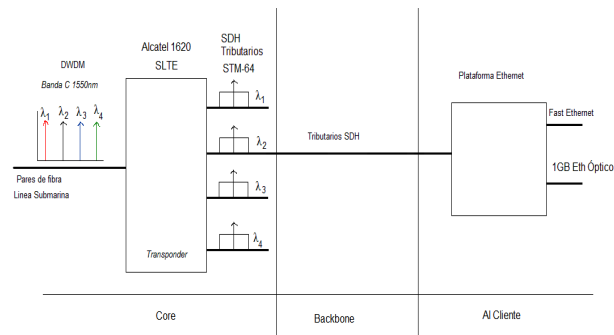 DWDM
Banda C 1550nm
λ1 λ2 λ3 λ4
Pares de fibra
Linea Submarina
Alcatel 1620
SLTE
Transponder
SDH
Tributarios
STM-64
λ1
λ2
λ3
λ4
Tributarios SDH
Plataforma Ethernet
Fast Ethernet
1GB Eth Óptico
Core
Backbone
Al Cliente